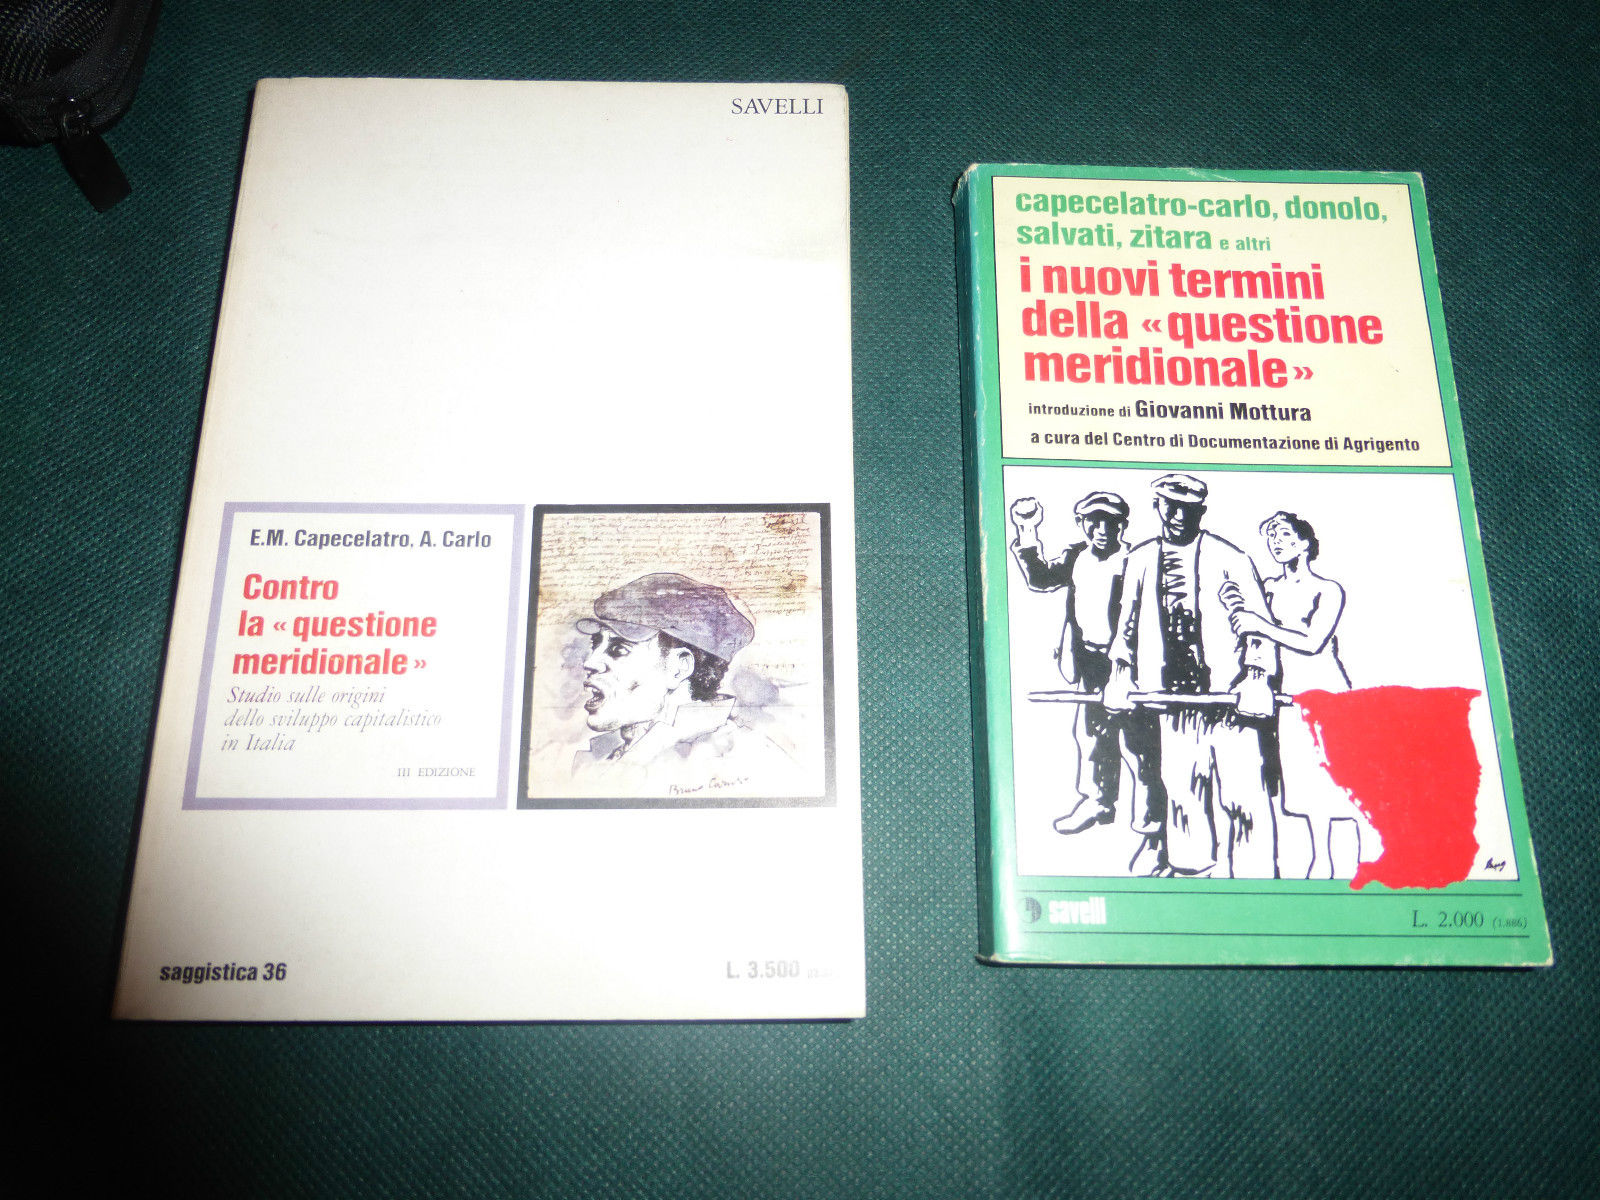 SAVELLI
E.M. Capecelatro, A. Carlo
Contro
la « questione
meridionale »
Studio sulle origini
dello sviluppo capitalistico
in Italia
III EDIZIONE
saggistica 36
L. 3.500
capecelatro-carlo, donolo,
salvati, zitara e altri
i nuovi termini
della « questione
meridionale »
introduzione di Giovanni Mottura
a cura del Centro di Documentazione di Agrigento
savelli
L. 2.000 (1.886)